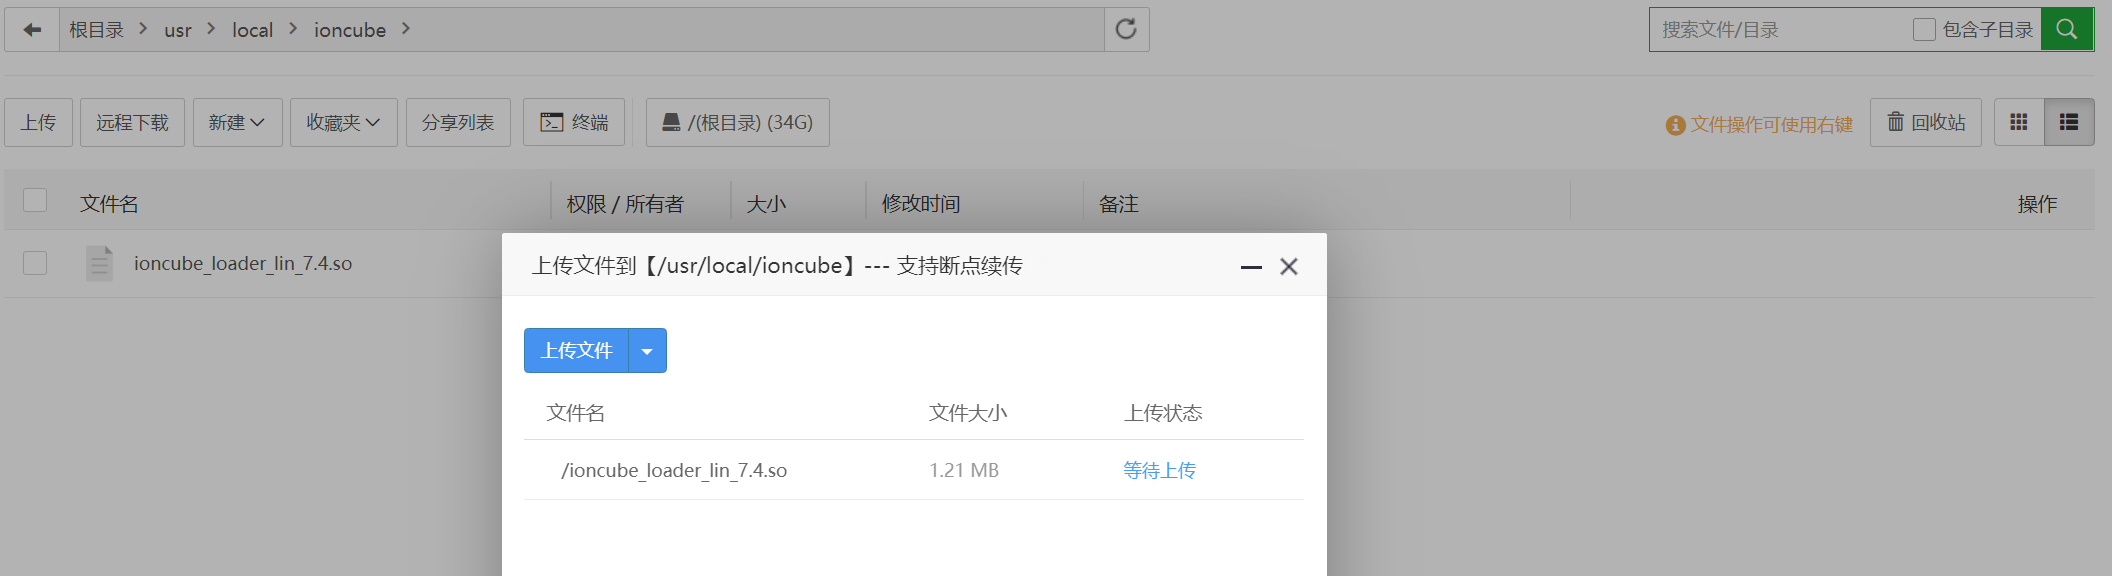 根目录 usr local ioncube
搜索文件/目录 包含子目录
上传 远程下载 新建 收藏夹 分享列表 终端 /(根目录) (34G) 文件操作可使用右键 回收站
文件名 权限 / 所有者 大小 修改时间 备注 操作
ioncube_loader_lin_7.4.so
上传文件到【/usr/local/ioncube】--- 支持断点续传
上传文件
文件名 文件大小 上传状态
/ioncube_loader_lin_7.4.so 1.21 MB 等待上传